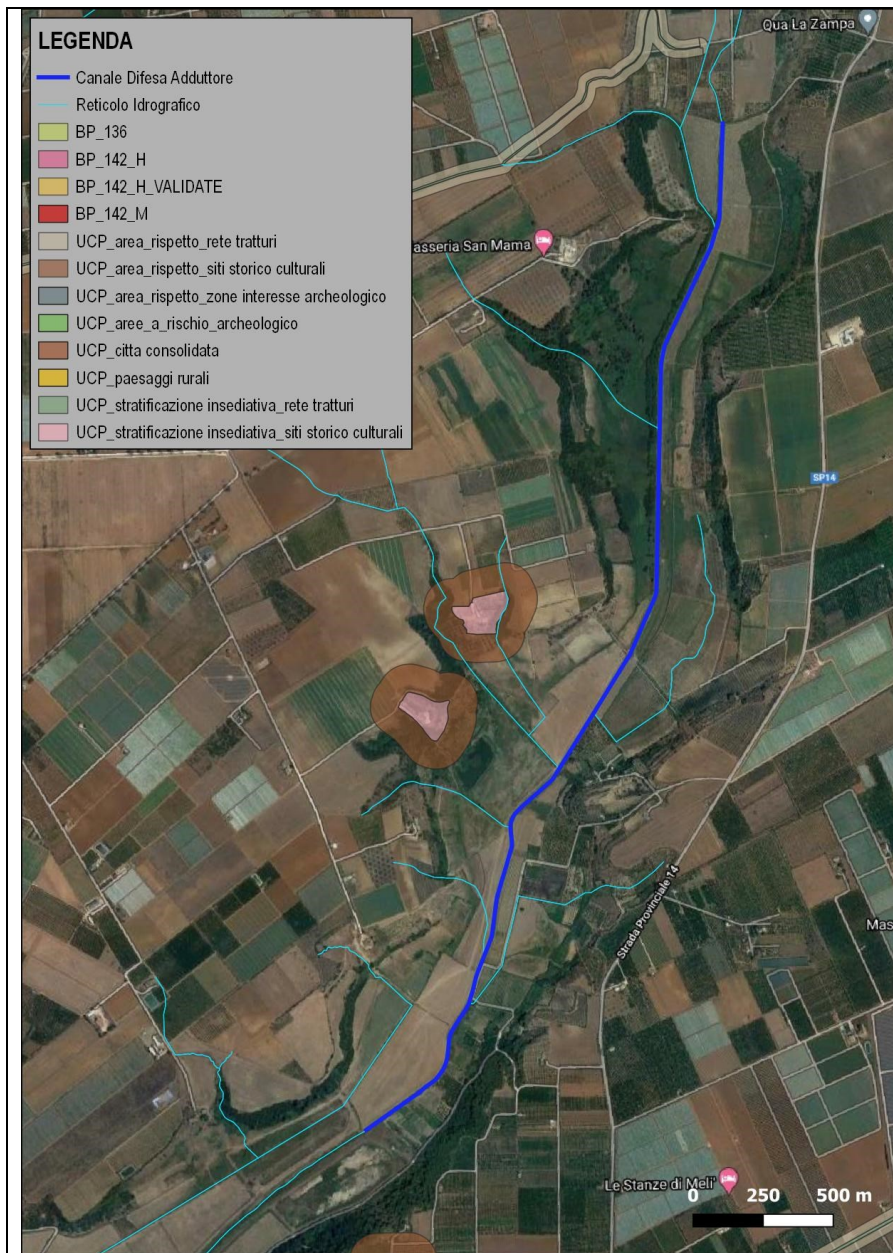 LEGENDA
Canale Difesa Adduttore
Reticolo Idrografico
BP_136
BP_142_H
BP_142_H_VALIDATE
BP_142_M
UCP_area_rispetto_rete tratturi
UCP_area_rispetto_siti storico culturali
UCP_area_rispetto_zone interesse archeologico
UCP_aree_a_rischio_archeologico
UCP_citta consolidata
UCP_paesaggi rurali
UCP_stratificazione insediativa_rete tratturi
UCP_stratificazione insediativa_siti storico culturali
Qua La Zampa
asseria San Mama
SP14
Strada Provinciale 14
Mas
Le Stanze di Meli'
0 250 500 m